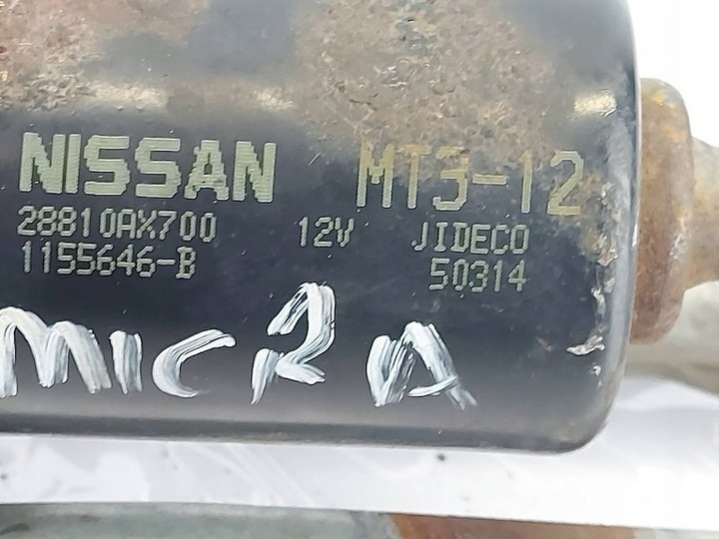 NISSAN MT3-12
28810AX700 12V JIDECO
1155646-B 50314
MICRA